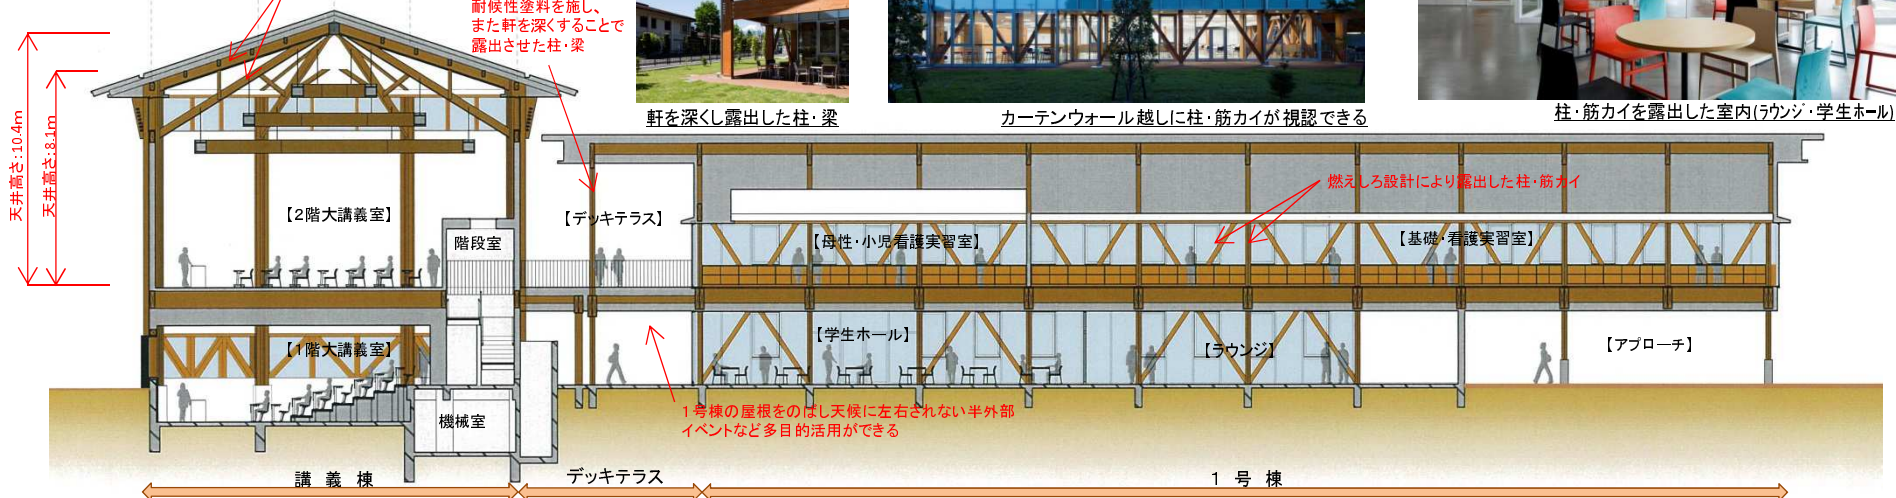 耐候性塗料を施し、
また軒を深くすることで
露出させた柱・梁
軒を深くし露出した柱・梁
カーテンウォール越しに柱・筋カイが視認できる
柱・筋カイを露出した室内(ラウンジ・学生ホール)
天井高さ:10.4m
天井高さ:8.1m
【2階大講義室】
階段室
【デッキテラス】
【母性・小児看護実習室】
燃えしろ設計により露出した柱・筋カイ
【基礎・看護実習室】
【1階大講義室】
【学生ホール】
【ラウンジ】
【アプローチ】
機械室
1号棟の屋根をのばし天候に左右されない半外部
イベントなど多目的活用ができる
講義棟
デッキテラス
1号棟